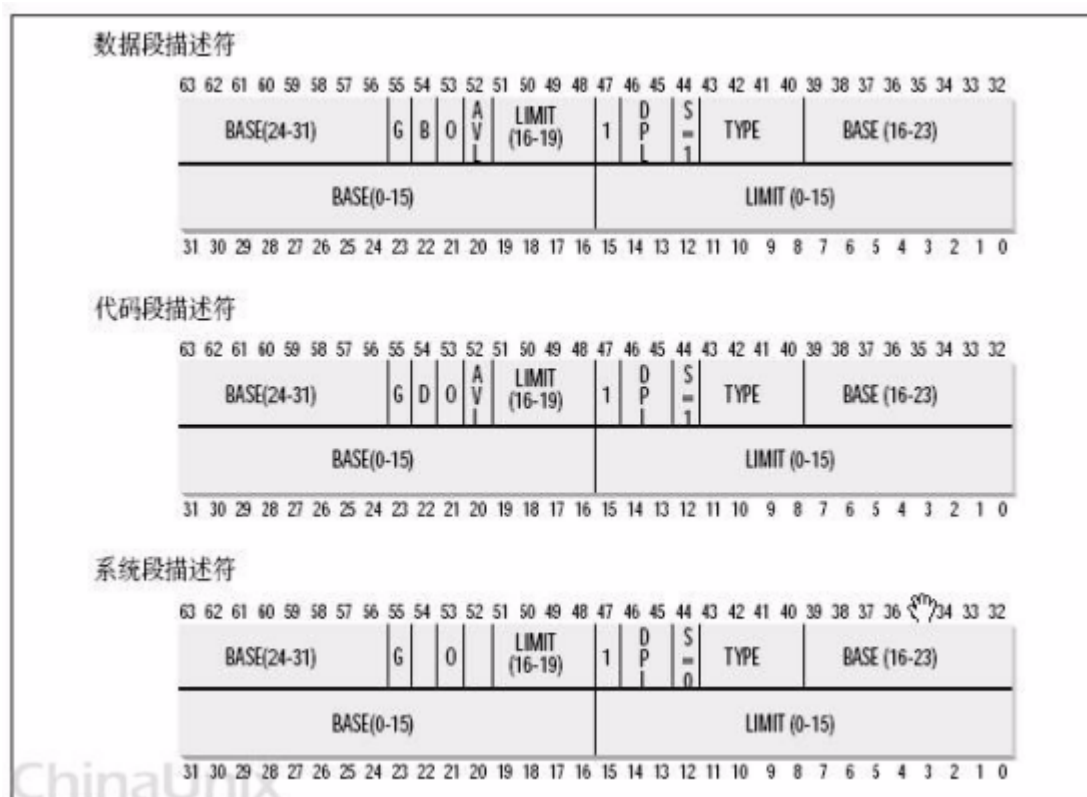 数据段描述符
63 62 61 60 59 58 57 56 55 54 53 52 51 50 49 48 47 46 45 44 43 42 41 40 39 38 37 36 35 34 33 32
BASE(24-31) G B 0 AVL LIMIT (16-19) 1 DPL S=1 TYPE BASE (16-23)
BASE(0-15) LIMIT (0-15)
31 30 29 28 27 26 25 24 23 22 21 20 19 18 17 16 15 14 13 12 11 10 9 8 7 6 5 4 3 2 1 0
代码段描述符
63 62 61 60 59 58 57 56 55 54 53 52 51 50 49 48 47 46 45 44 43 42 41 40 39 38 37 36 35 34 33 32
BASE(24-31) G D 0 AVL LIMIT (16-19) 1 DPL S=1 TYPE BASE (16-23)
BASE(0-15) LIMIT (0-15)
31 30 29 28 27 26 25 24 23 22 21 20 19 18 17 16 15 14 13 12 11 10 9 8 7 6 5 4 3 2 1 0
系统段描述符
63 62 61 60 59 58 57 56 55 54 53 52 51 50 49 48 47 46 45 44 43 42 41 40 39 38 37 36 34 33 32
BASE(24-31) G 0 LIMIT (16-19) 1 DPL S=0 TYPE BASE (16-23)
BASE(0-15) LIMIT (0-15)
31 30 29 28 27 26 25 24 23 22 21 20 19 18 17 16 15 14 13 12 11 10 9 8 7 6 5 4 3 2 1 0
ChinaUnix